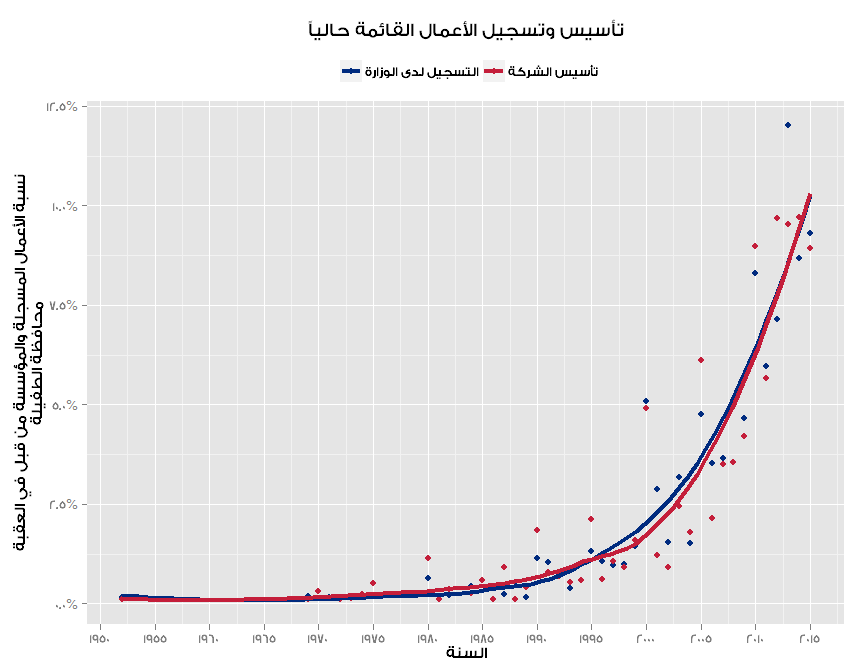 تأسيس وتسجيل الأعمال القائمة حالياً
تأسيس الشركة
التسجيل لدى الوزارة
نسبة الأعمال المسجلة والمؤسسة من قبل في العقبة
محافظة الطفيلة
١٢.٥%
١٠.٠%
٧.٥%
٥.٠%
٢.٥%
٠.٠%
١٩٥٠ ١٩٥٥ ١٩٦٠ ١٩٦٥ ١٩٧٠ ١٩٧٥ ١٩٨٠ ١٩٨٥ ١٩٩٠ ١٩٩٥ ٢٠٠٠ ٢٠٠٥ ٢٠١٠ ٢٠١٥
السنة